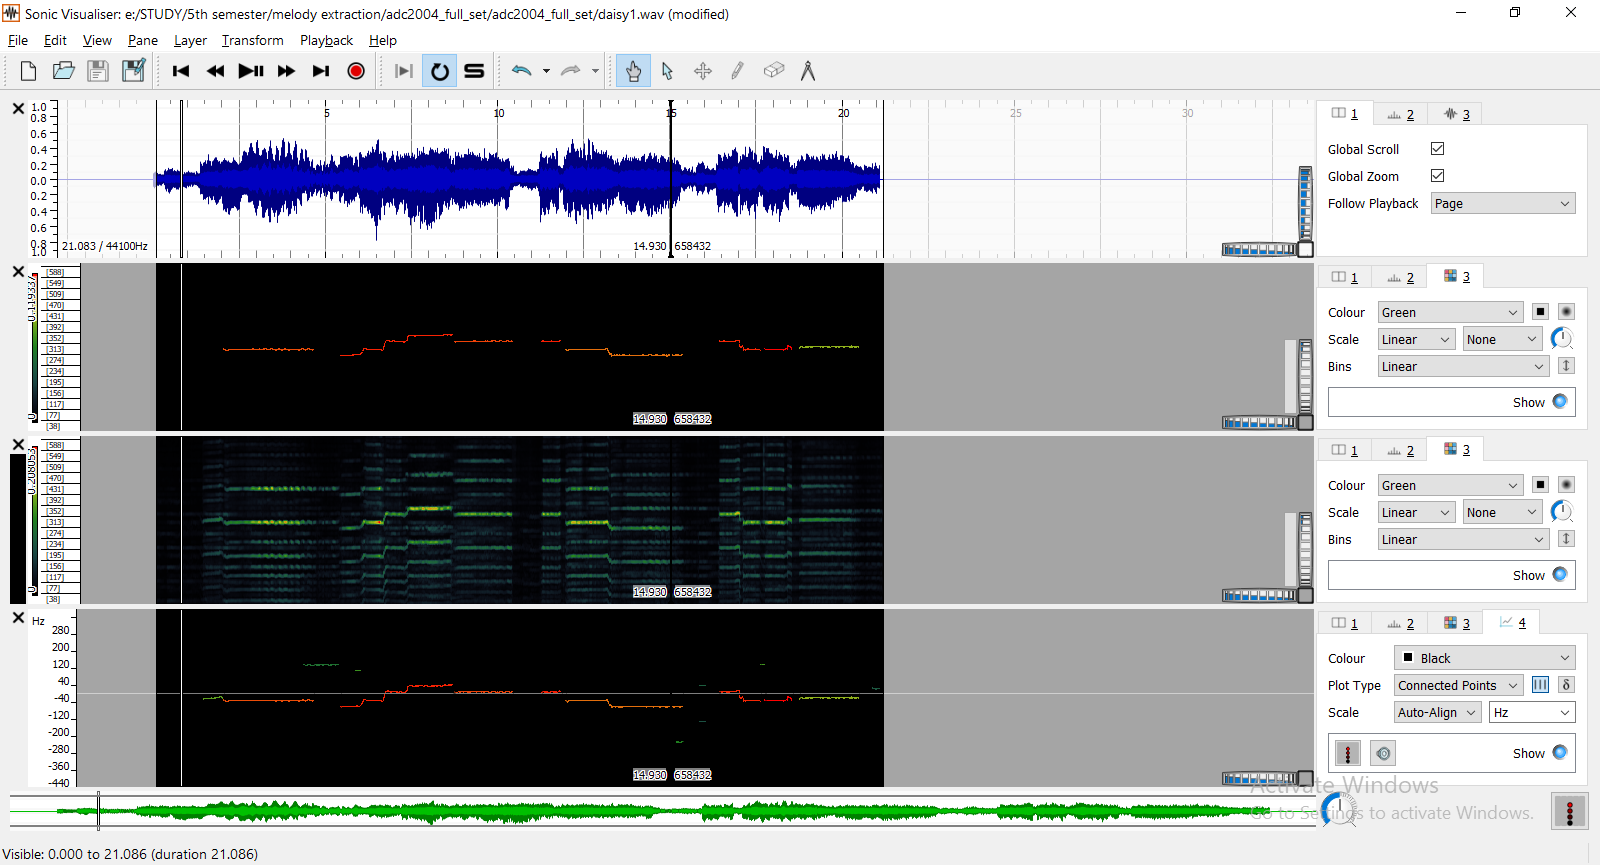 Sonic Visualiser: e:/STUDY/5th semester/melody extraction/adc2004_full_set/adc2004_full_set/daisy1.wav (modified)
File Edit View Pane Layer Transform Playback Help
1.0
0.8
0.6
0.4
0.2
0.0
0.2
0.4
0.6
0.8
1.0
5 10 15 20 25 30
21.083 / 44100Hz
14.930 658432
1 2 3
Global Scroll
Global Zoom
Follow Playback Page
0.119337
0
[588]
[549]
[509]
[470]
[431]
[392]
[352]
[313]
[274]
[234]
[195]
[156]
[117]
[77]
[38]
14.930 658432
1 2 3
Colour Green
Scale Linear None
Bins Linear
Show
0.208053
0
[588]
[549]
[509]
[470]
[431]
[392]
[352]
[313]
[274]
[234]
[195]
[156]
[117]
[77]
[38]
14.930 658432
1 2 3
Colour Green
Scale Linear None
Bins Linear
Show
Hz
280
200
120
40
-40
-120
-200
-280
-360
-440
14.930 658432
1 2 3 4
Colour Black
Plot Type Connected Points δ
Scale Auto-Align Hz
Show
Activate Windows
Go to Settings to activate Windows.
Visible: 0.000 to 21.086 (duration 21.086)